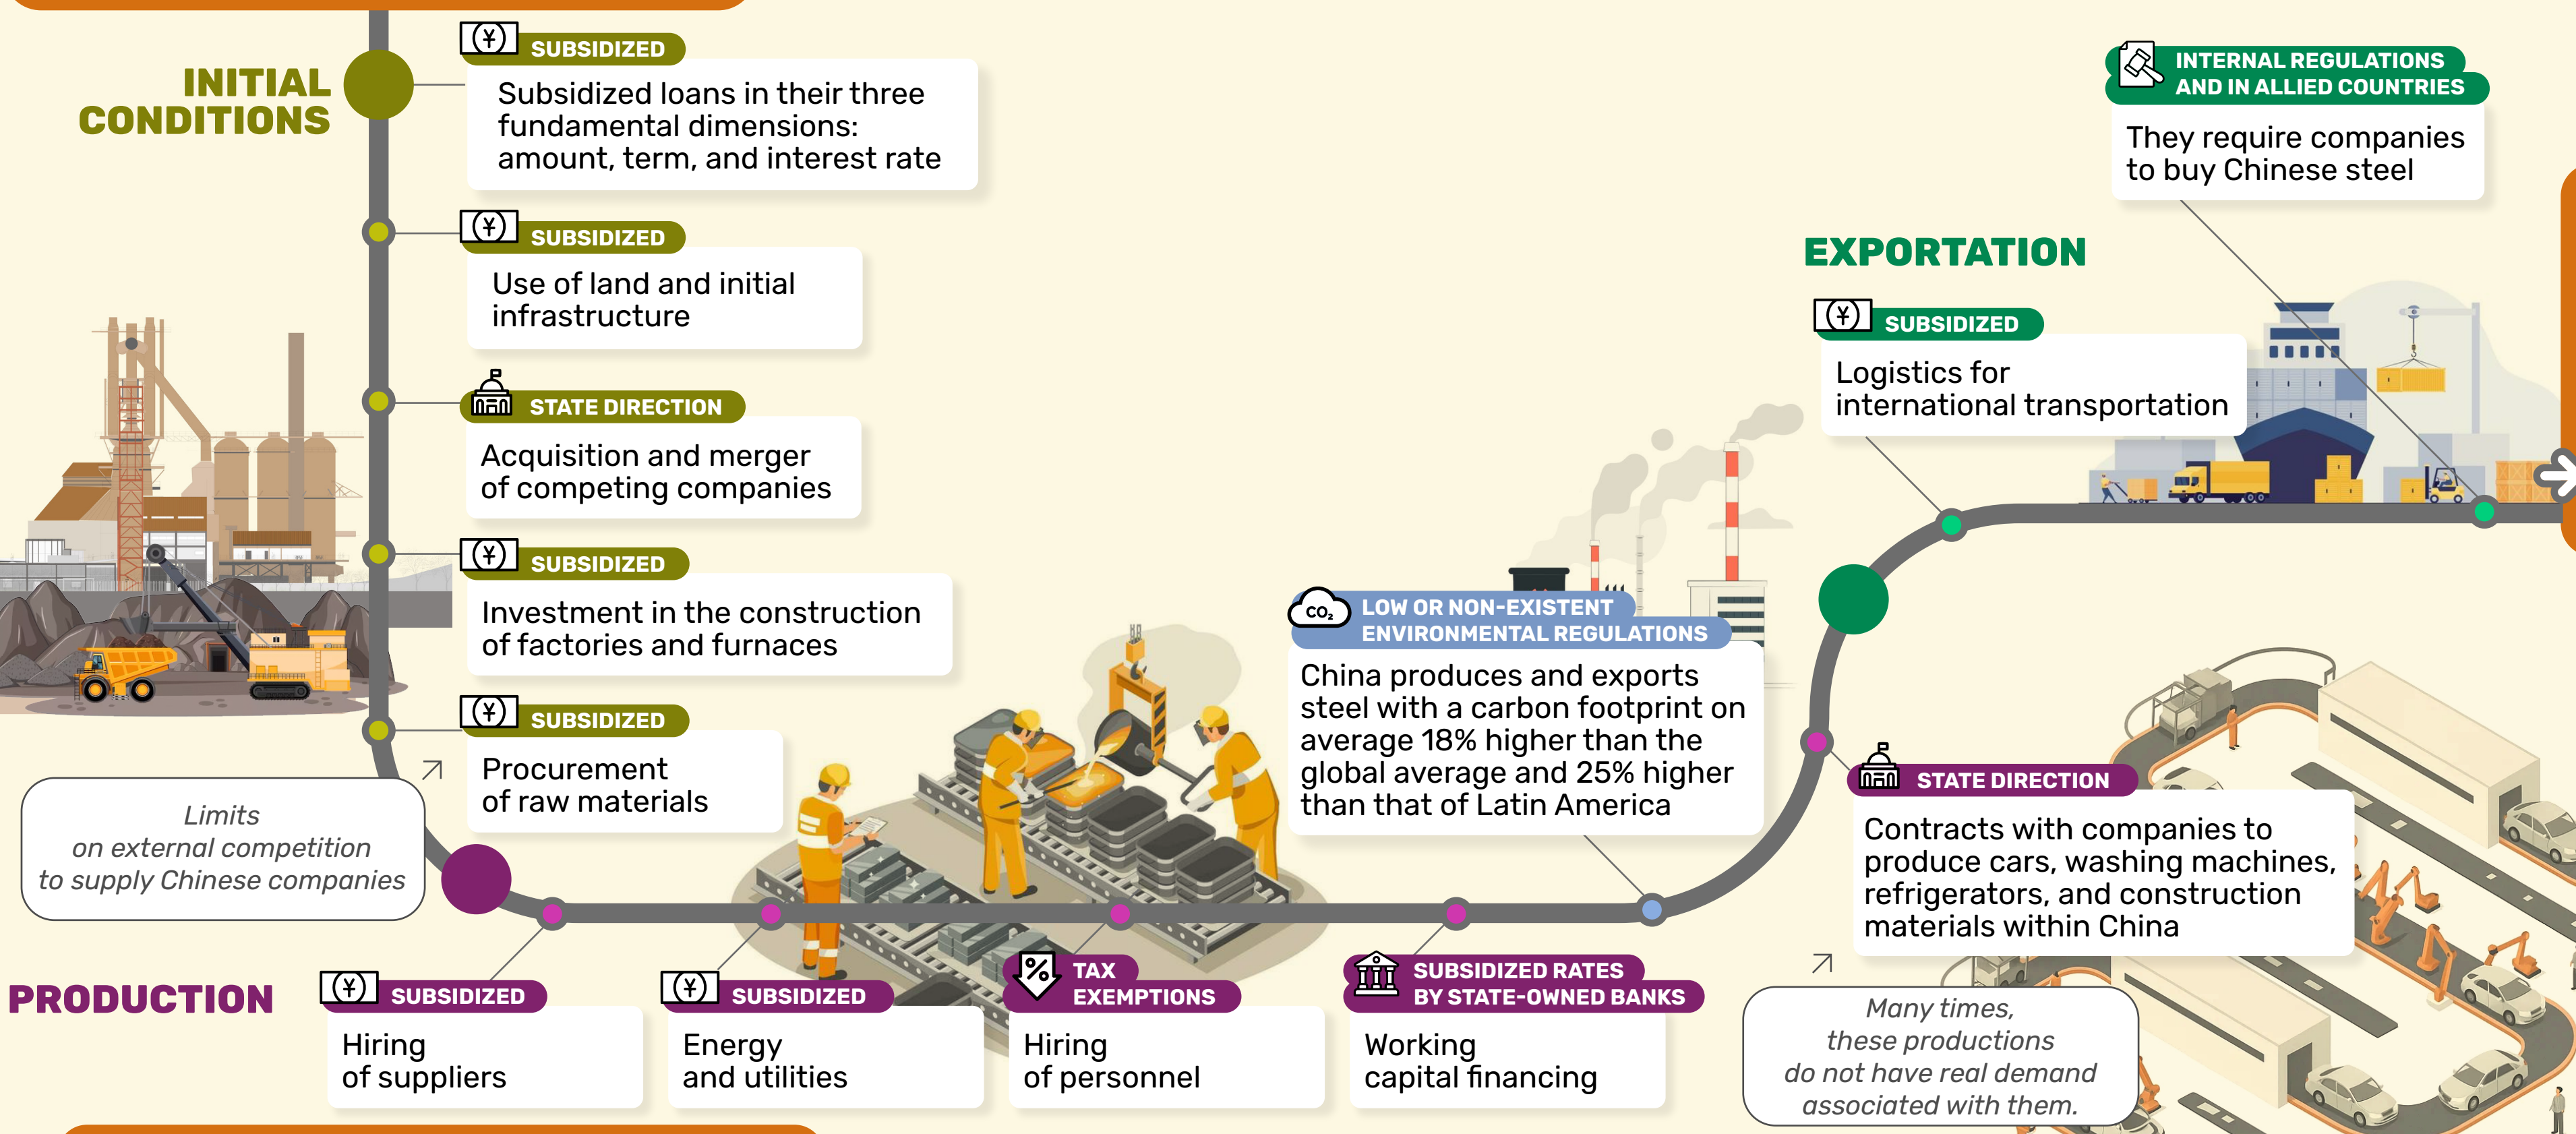 INITIAL
CONDITIONS
¥
SUBSIDIZED
Subsidized loans in their three
fundamental dimensions:
amount, term, and interest rate
¥
SUBSIDIZED
Use of land and initial
infrastructure
STATE DIRECTION
Acquisition and merger
of competing companies
¥
SUBSIDIZED
Investment in the construction
of factories and furnaces
¥
SUBSIDIZED
Procurement
of raw materials
Limits
on external competition
to supply Chinese companies
PRODUCTION
¥
SUBSIDIZED
Hiring
of suppliers
¥
SUBSIDIZED
Energy
and utilities
%
TAX
EXEMPTIONS
Hiring
of personnel
SUBSIDIZED RATES
BY STATE-OWNED BANKS
Working
capital financing
CO₂
LOW OR NON-EXISTENT
ENVIRONMENTAL REGULATIONS
China produces and exports
steel with a carbon footprint on
average 18% higher than the
global average and 25% higher
than that of Latin America
STATE DIRECTION
Contracts with companies to
produce cars, washing machines,
refrigerators, and construction
materials within China
Many times,
these productions
do not have real demand
associated with them.
EXPORTATION
¥
SUBSIDIZED
Logistics for
international transportation
INTERNAL REGULATIONS
AND IN ALLIED COUNTRIES
They require companies
to buy Chinese steel